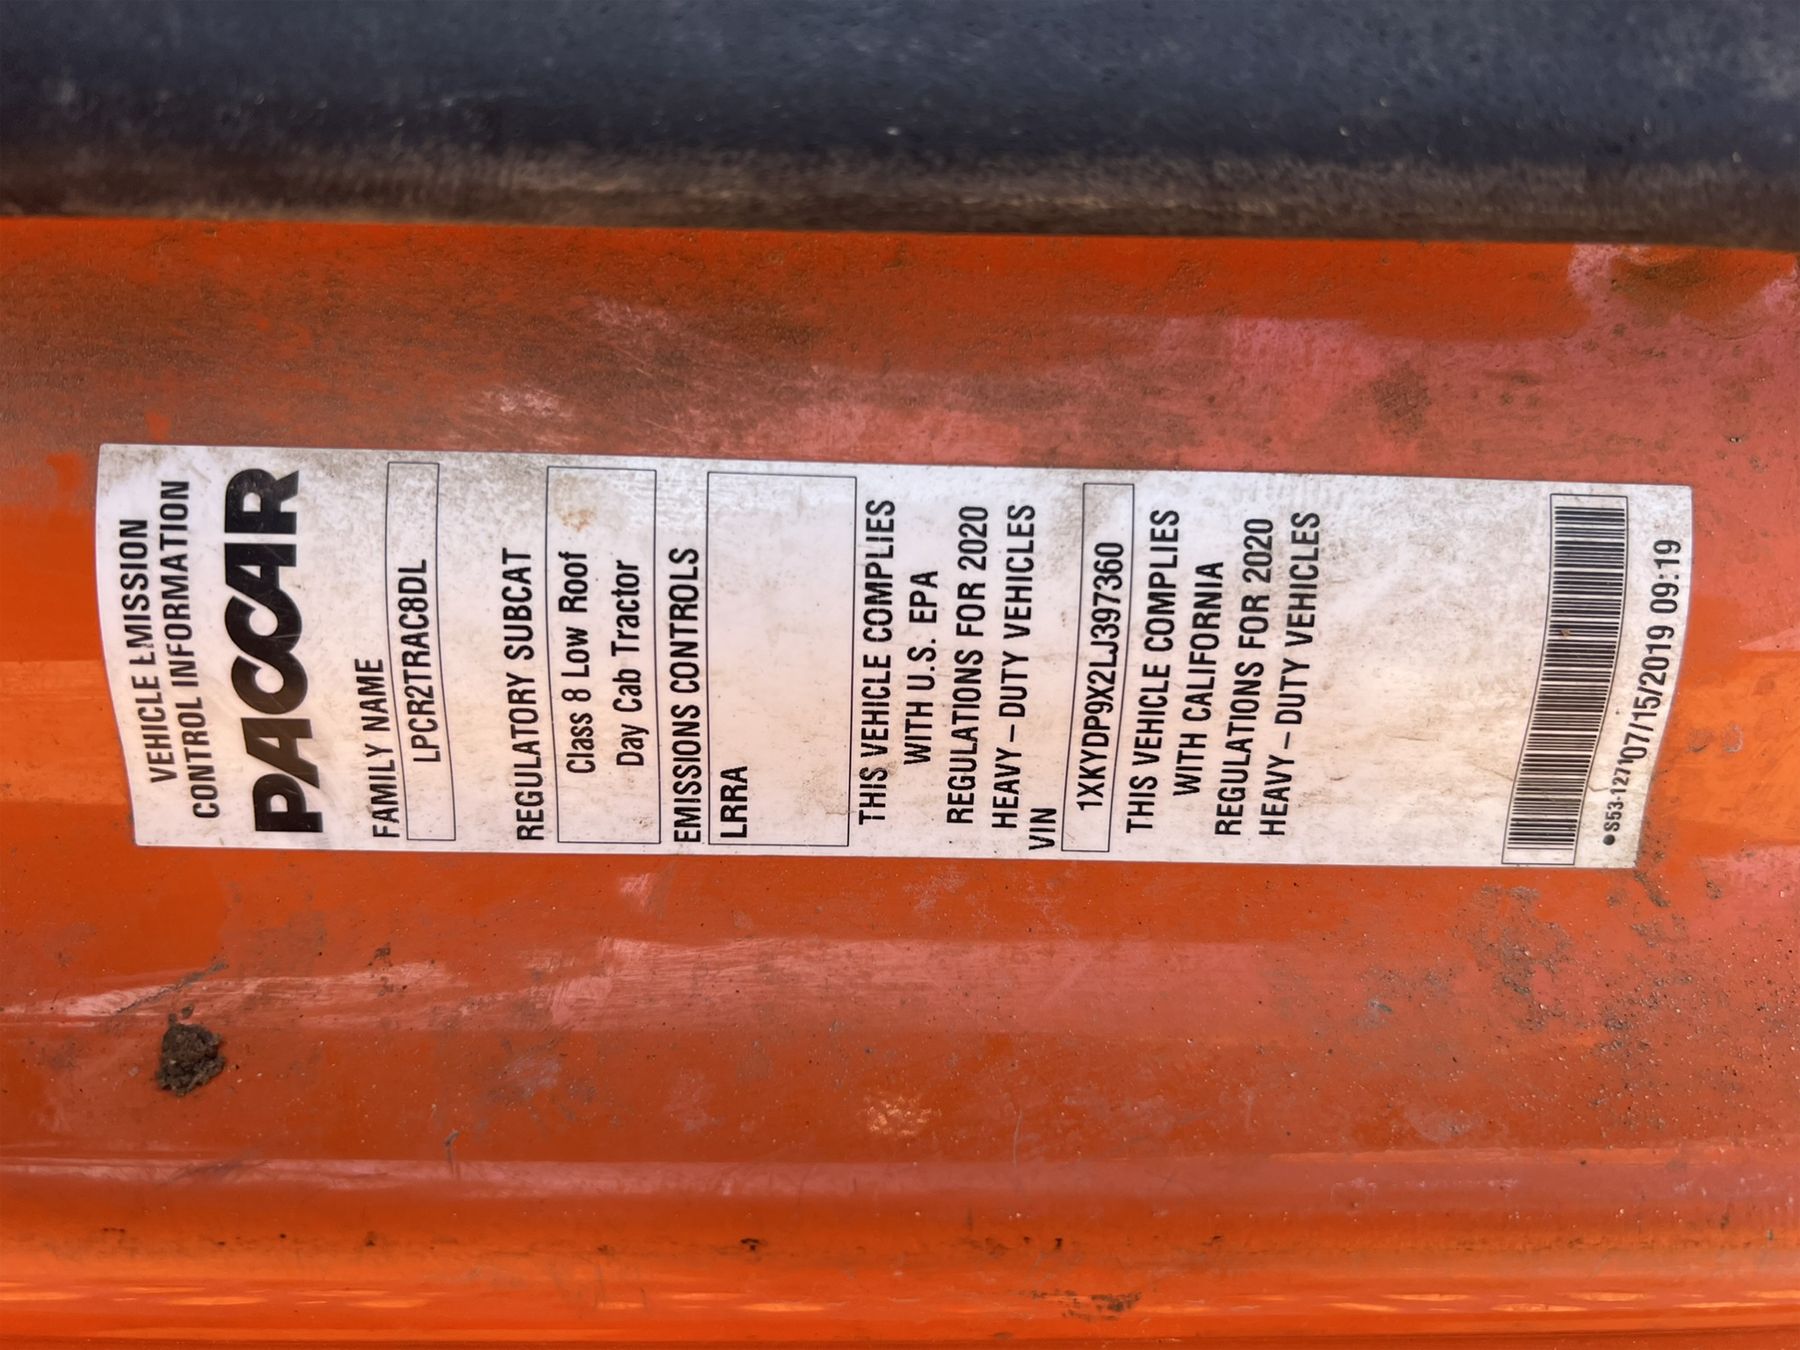 VEHICLE EMISSION
CONTROL INFORMATION
PACCAR
FAMILY NAME
LPCR2TRAC8DL
REGULATORY SUBCAT
Class 8 Low Roof
Day Cab Tractor
EMISSIONS CONTROLS
LRRA
THIS VEHICLE COMPLIES
WITH U.S. EPA
REGULATIONS FOR 2020
HEAVY – DUTY VEHICLES
VIN
1XKYDP9X2LJ397360
THIS VEHICLE COMPLIES
WITH CALIFORNIA
REGULATIONS FOR 2020
HEAVY – DUTY VEHICLES
•S53-1271 07/15/2019 09:19